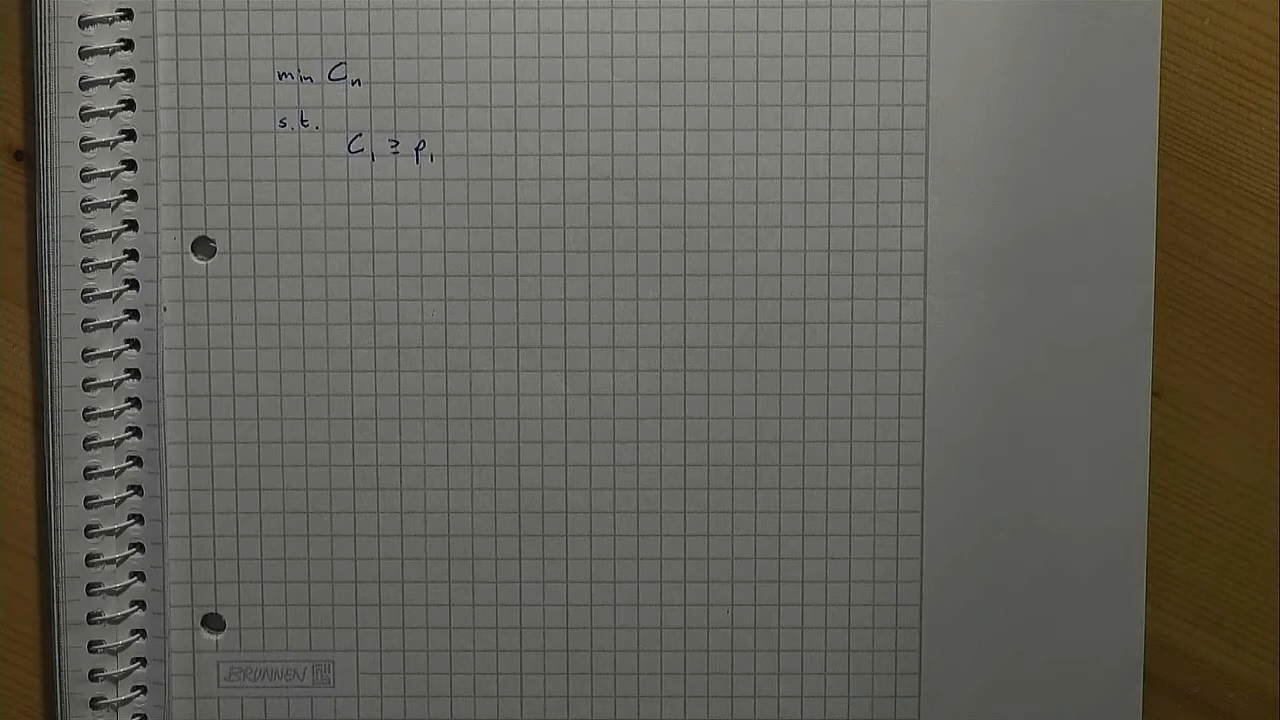 min Cₙ
s.t.
C₁ ≥ p₁
BRUNNEN